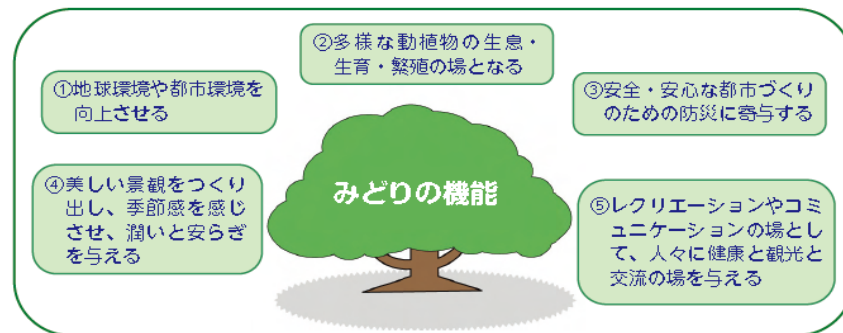 ①地球環境や都市環境を
向上させる
②多様な動植物の生息・
生育・繁殖の場となる
③安全・安心な都市づくり
のための防災に寄与する
④美しい景観をつくり
出し、季節感を感じ
させ、潤いと安らぎ
を与える
みどりの機能
⑤レクリエーションやコミ
ュニケーションの場とし
て、人々に健康と観光と
交流の場を与える